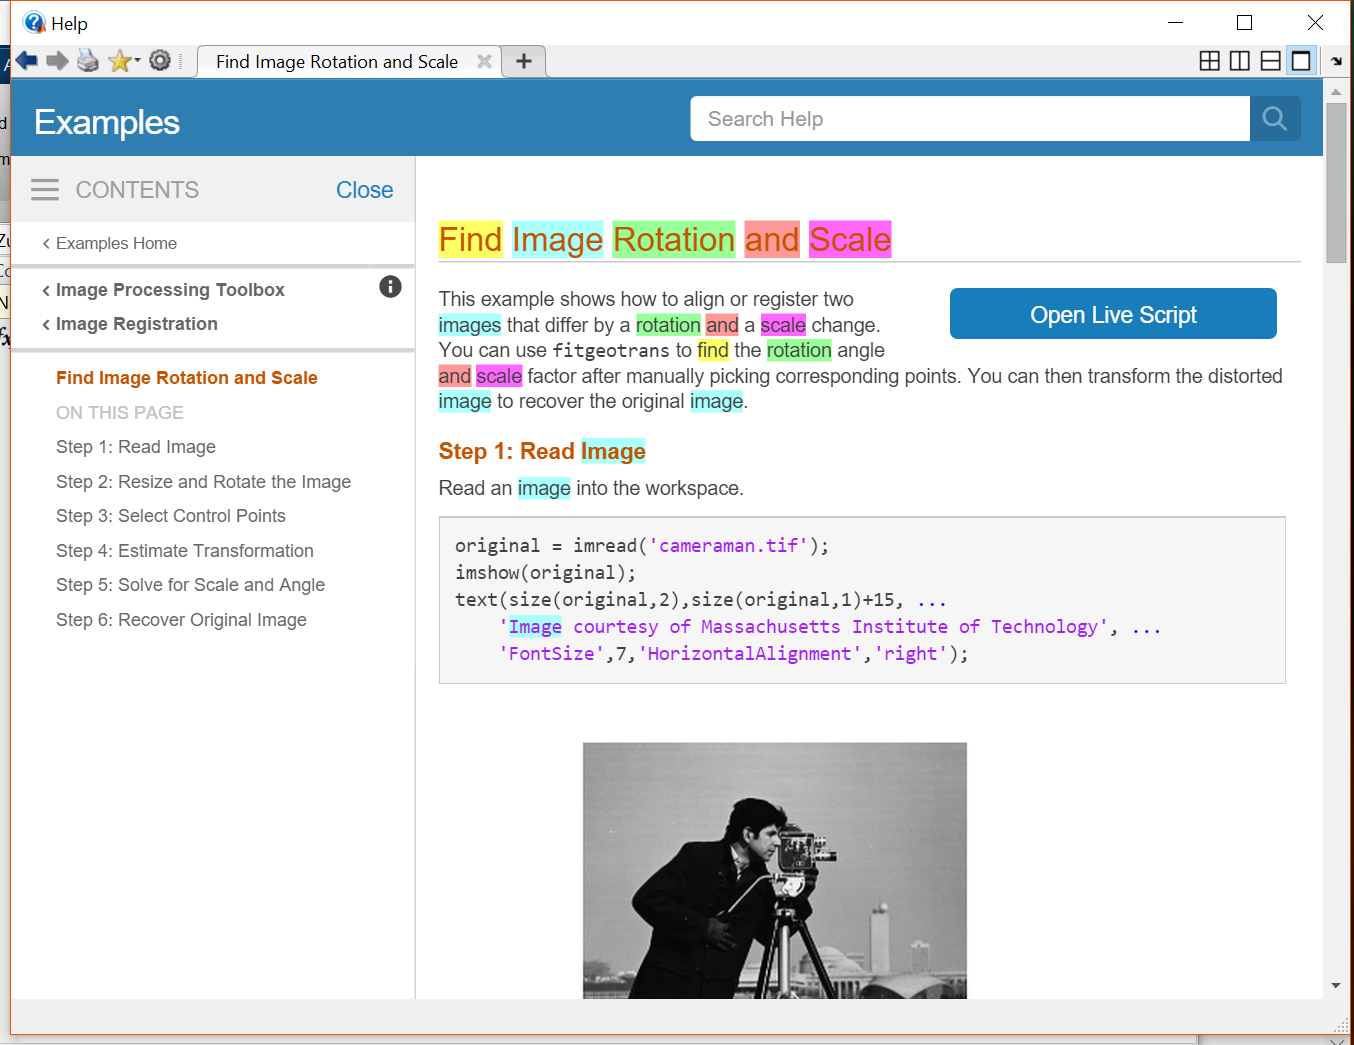 Help
Find Image Rotation and Scale
Examples
Search Help
CONTENTS
Close
Examples Home
Image Processing Toolbox
Image Registration
Find Image Rotation and Scale
ON THIS PAGE
Step 1: Read Image
Step 2: Resize and Rotate the Image
Step 3: Select Control Points
Step 4: Estimate Transformation
Step 5: Solve for Scale and Angle
Step 6: Recover Original Image
Find Image Rotation and Scale
Open Live Script
This example shows how to align or register two
images that differ by a rotation and a scale change.
You can use fitgeotrans to find the rotation angle
and scale factor after manually picking corresponding points. You can then transform the distorted
image to recover the original image.
Step 1: Read Image
Read an image into the workspace.
original = imread('cameraman.tif');
imshow(original);
text(size(original,2),size(original,1)+15, ...
'Image courtesy of Massachusetts Institute of Technology', ...
'FontSize',7,'HorizontalAlignment','right');